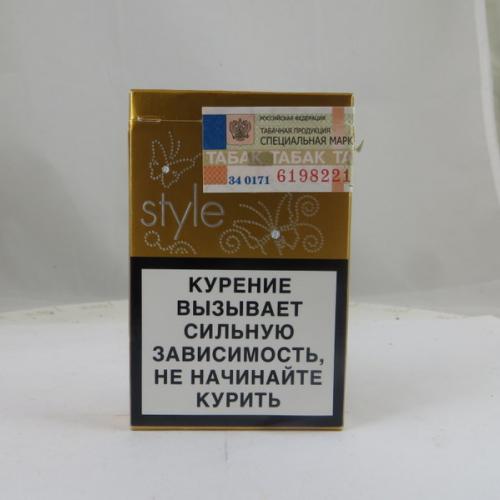 РОССИЙСКАЯ ФЕДЕРАЦИЯ
ТАБАЧНАЯ ПРОДУКЦИЯ
СПЕЦИАЛЬНАЯ МАРК
ТАБАК ТАБАК ТА
34 0171 6198221
style
КУРЕНИЕ
ВЫЗЫВАЕТ
СИЛЬНУЮ
ЗАВИСИМОСТЬ,
НЕ НАЧИНАЙТЕ
КУРИТЬ